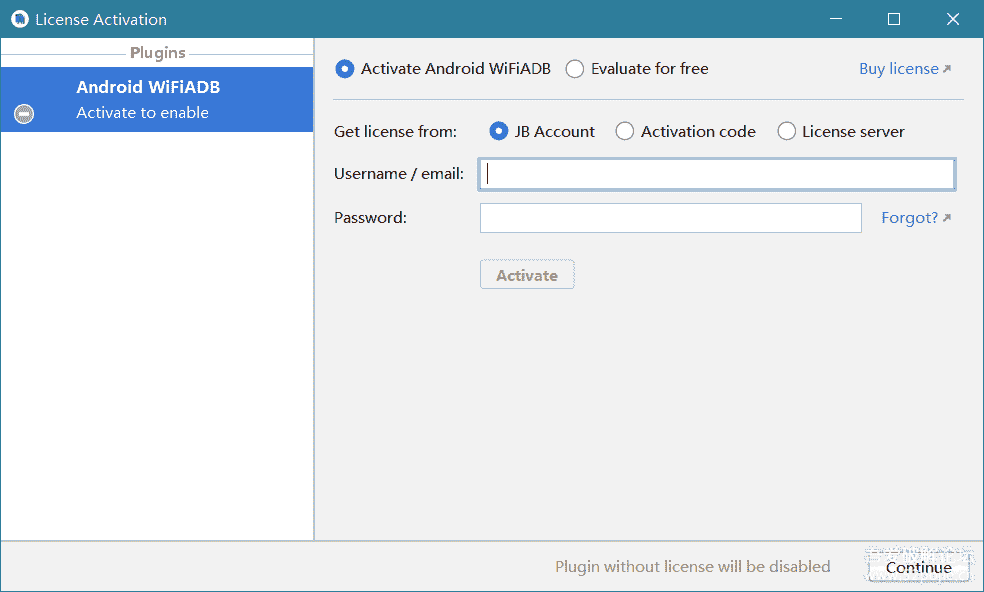 License Activation
Plugins
Android WiFiADB
Activate to enable
Activate Android WiFiADB Evaluate for free Buy license
Get license from: JB Account Activation code License server
Username / email:
Password: Forgot?
Activate
Plugin without license will be disabled Continue